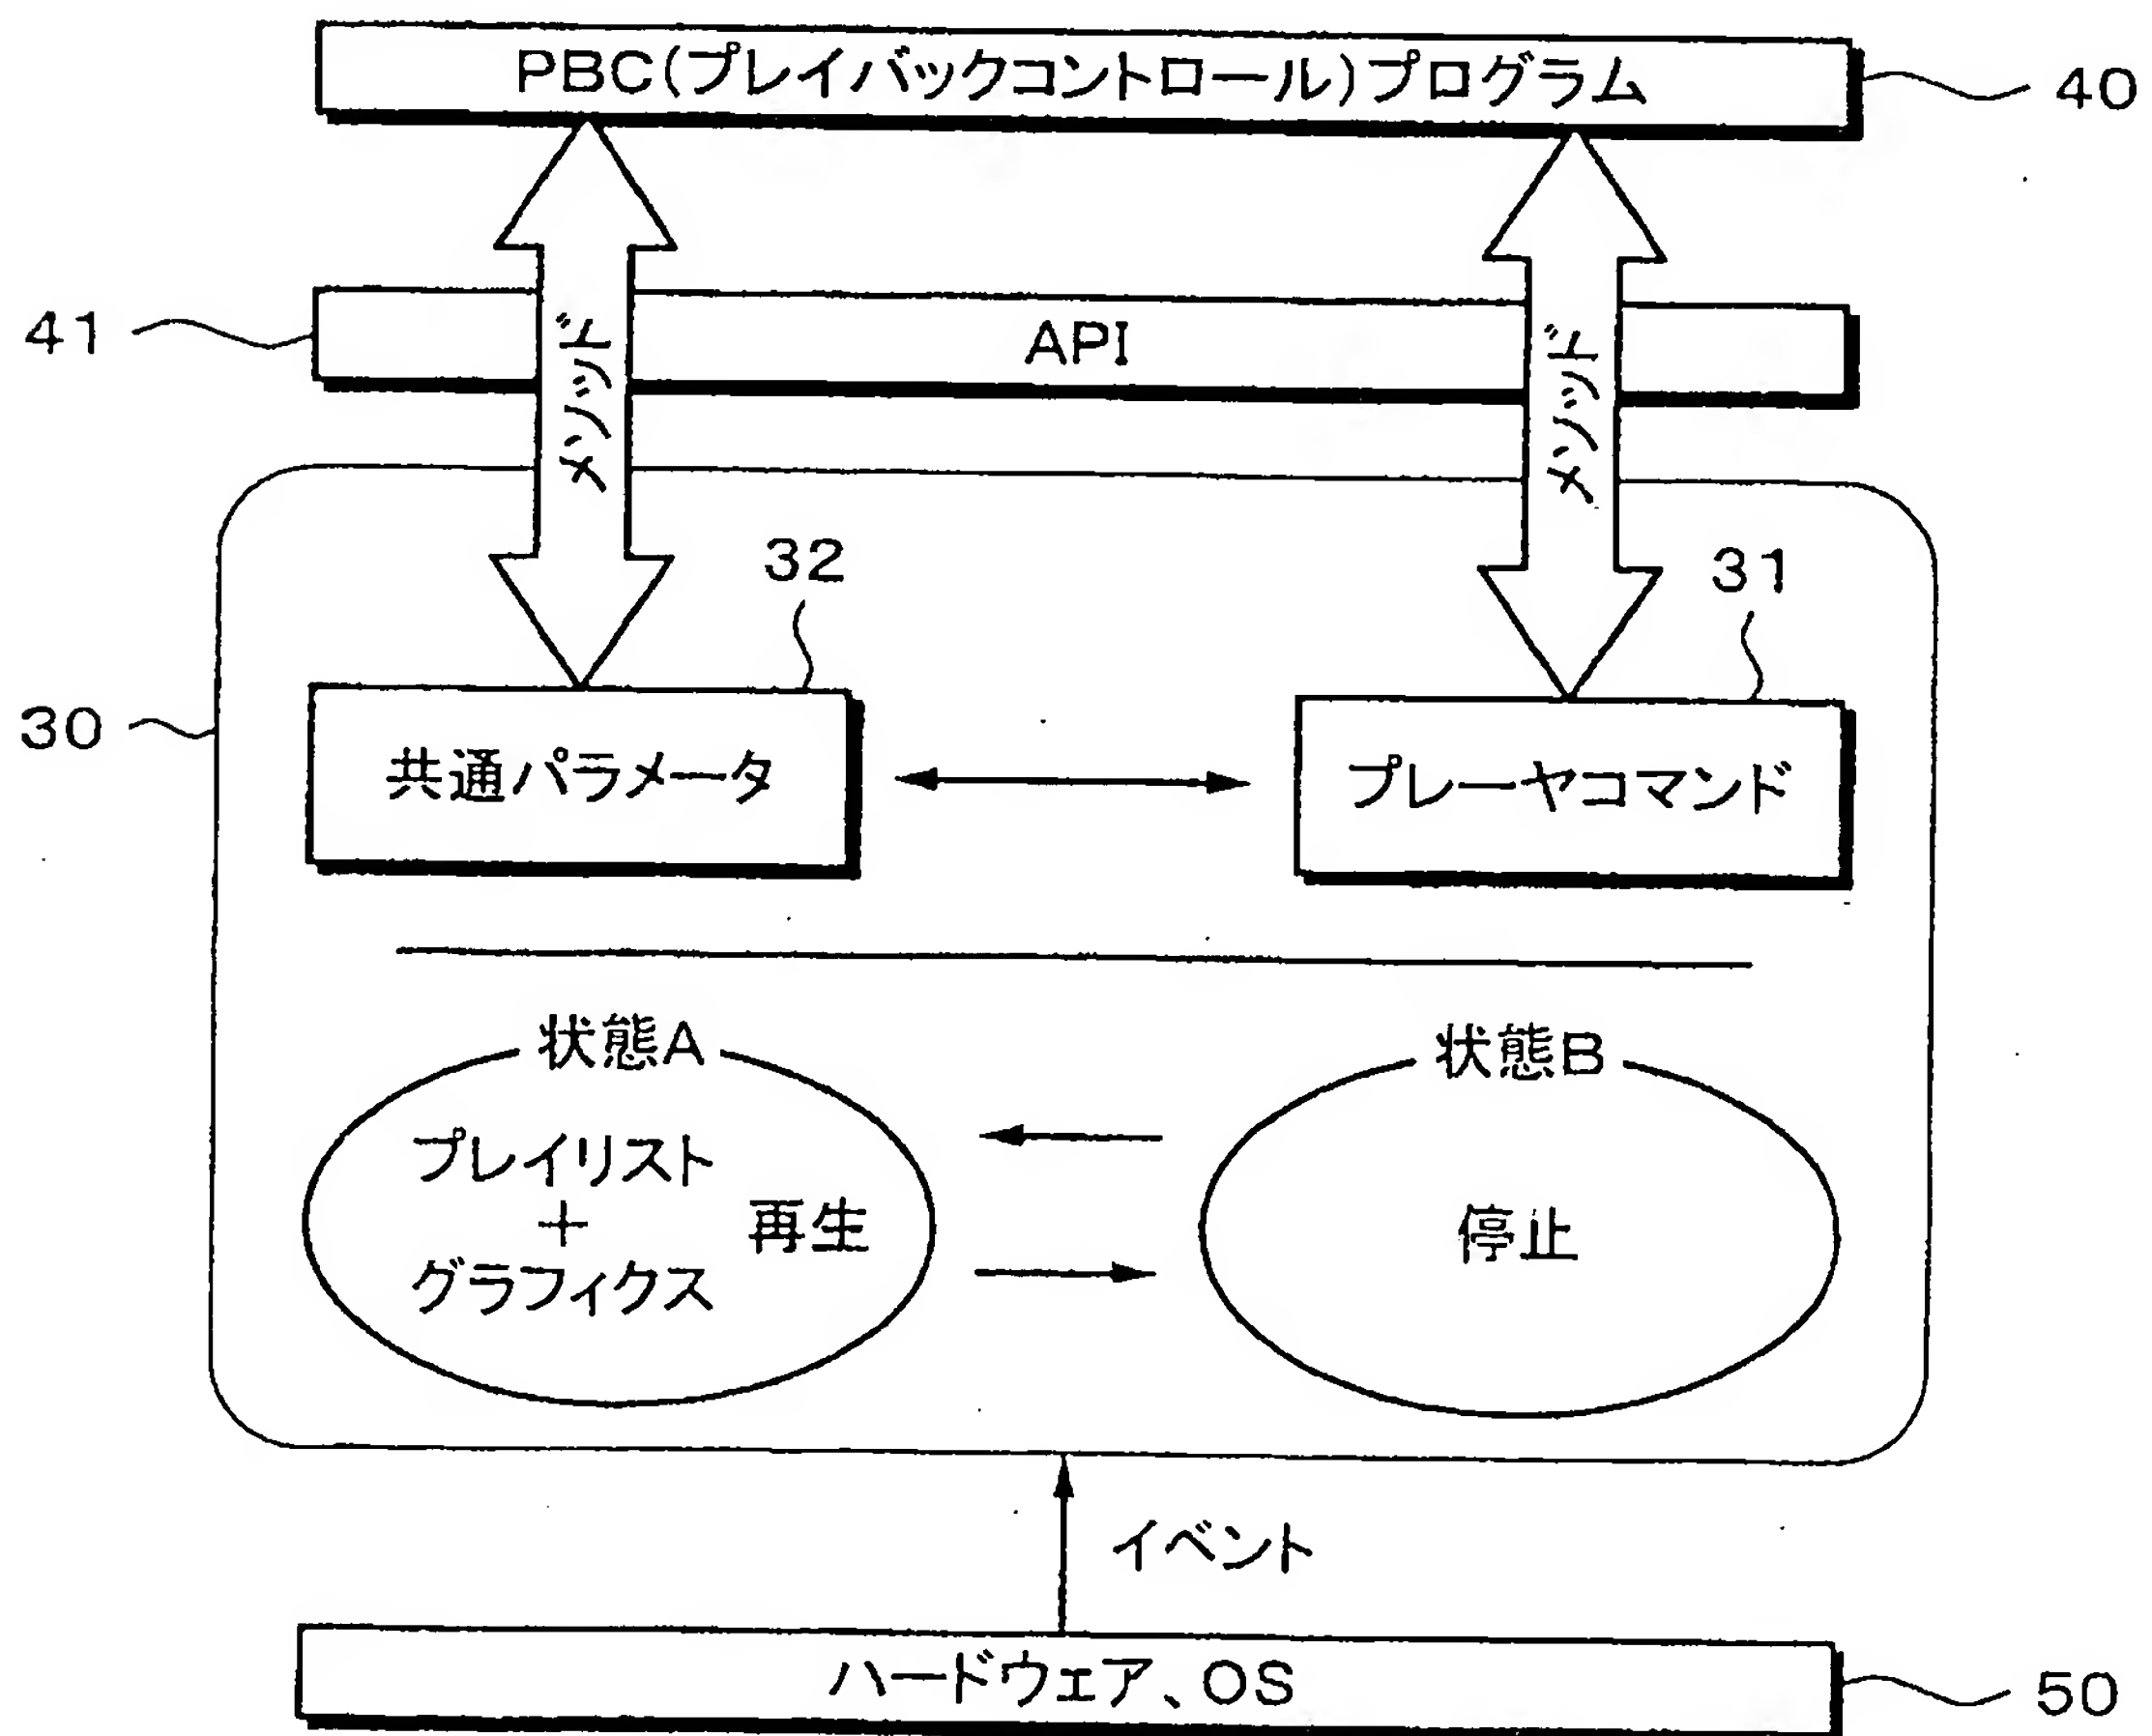 PBC(プレイバックコントロール)プログラム
40
41
API
メソッド
メソッド
32
31
30
共通パラメータ
プレーヤコマンド
状態A
状態B
プレイリスト
+
再生
グラフィクス
停止
イベント
ハードウェア、OS
50